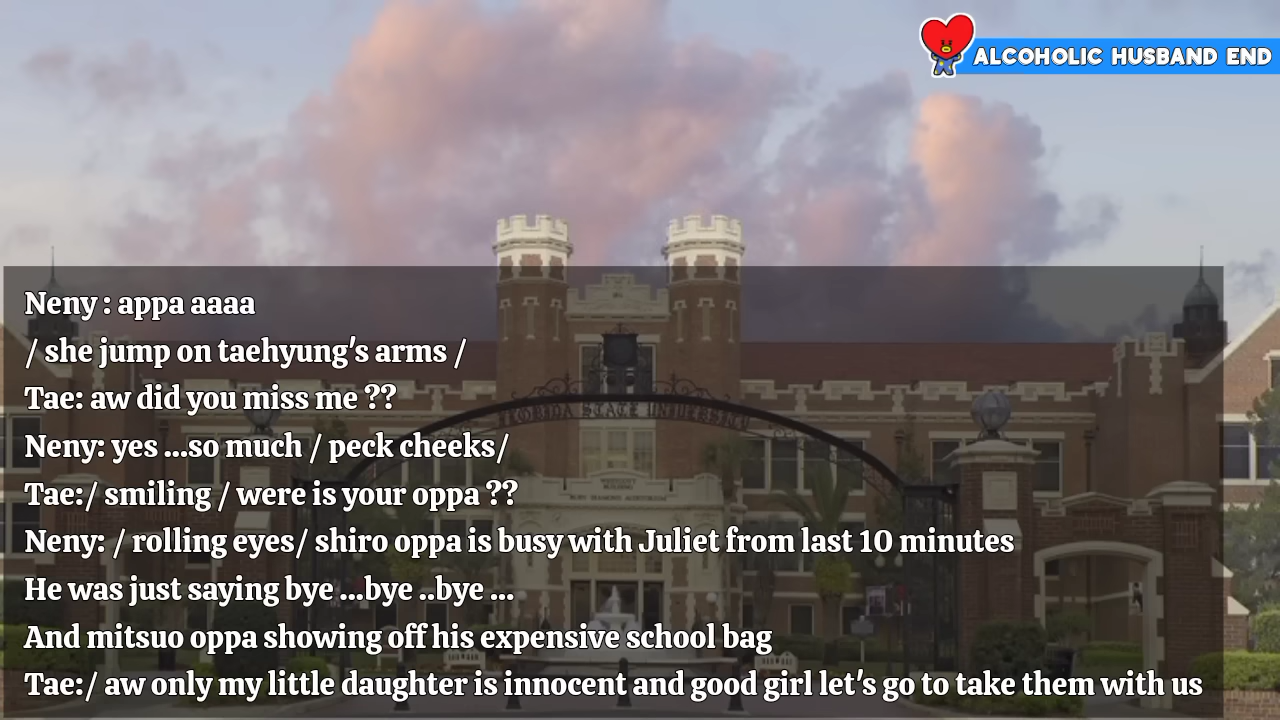 ALCOHOLIC HUSBAND END
Neny : appa aaaa
/ she jump on taehyung's arms /
Tae: aw did you miss me ??
FLORIDA STATE UNIVERSITY
Neny: yes ...so much / peck cheeks/
Tae:/ smiling / were is your oppa ??
Neny: / rolling eyes/ shiro oppa is busy with Juliet from last 10 minutes
He was just saying bye ...bye ..bye ...
And mitsuo oppa showing off his expensive school bag
Tae:/ aw only my little daughter is innocent and good girl let's go to take them with us